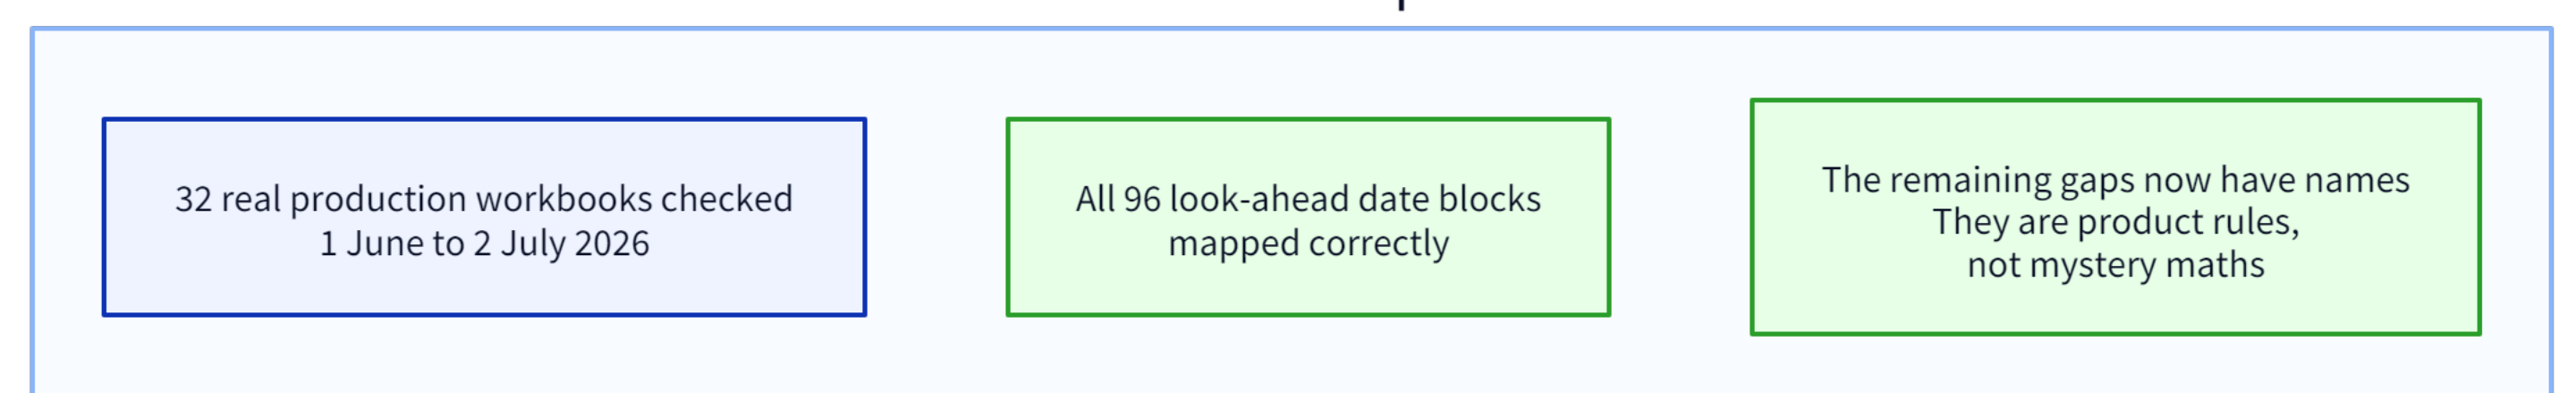 32 real production workbooks checked
1 June to 2 July 2026
All 96 look-ahead date blocks
mapped correctly
The remaining gaps now have names
They are product rules,
not mystery maths